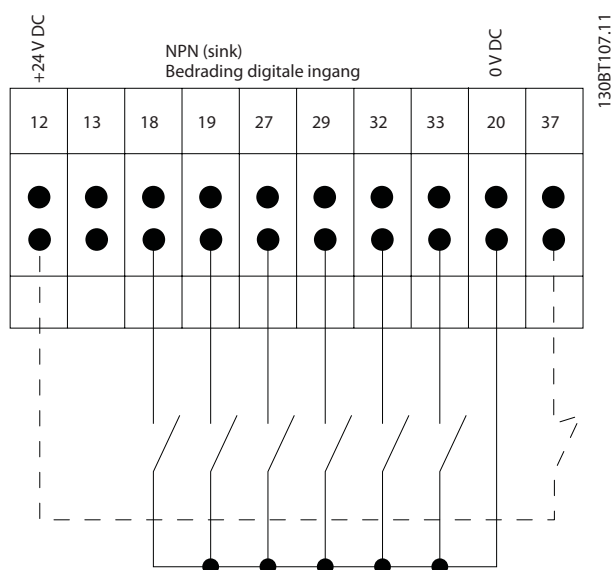 +24 V DC
NPN (sink)
Bedrading digitale ingang
0 V DC
130BT107.11
12 13 18 19 27 29 32 33 20 37